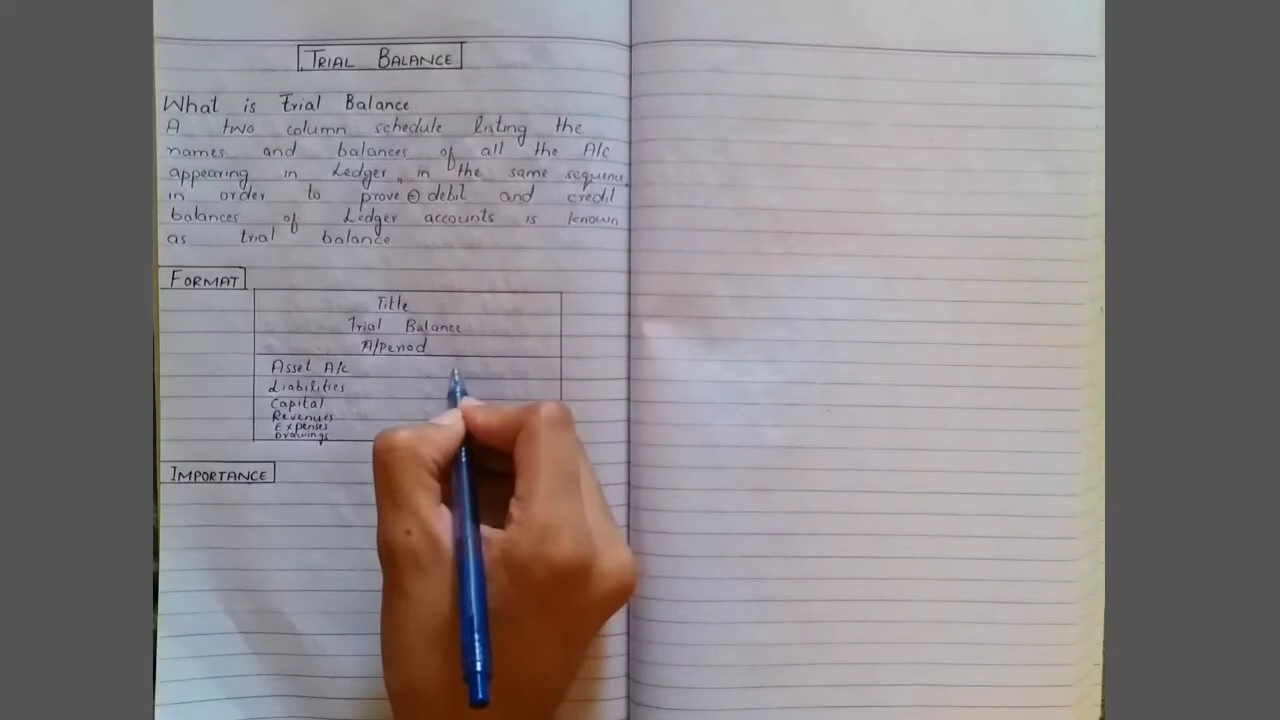 TRIAL BALANCE
What is Trial Balance
A two column schedule listing the
names and balances of all the A/c
appearing in Ledger, in the same sequence
in order to prove debit and credit
balances of Ledger accounts is known
as trial balance
FORMAT
Title
Trial Balance
A/Period
Asset A/c
Liabilities
Capital
Revenues
Expenses
Drawings
IMPORTANCE